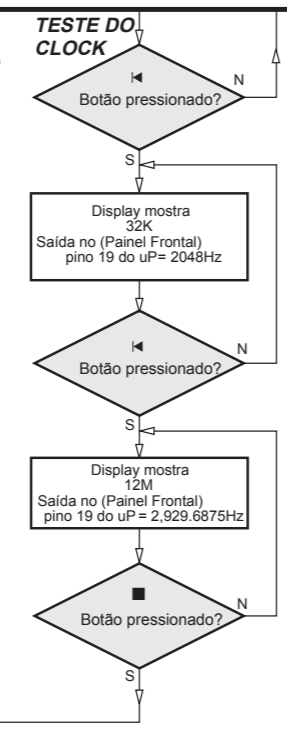 TESTE DO
CLOCK
Botão pressionado?
N
S
Display mostra
32K
Saída no (Painel Frontal)
pino 19 do uP= 2048Hz
Botão pressionado?
N
S
Display mostra
12M
Saída no (Painel Frontal)
pino 19 do uP = 2,929.6875Hz
Botão pressionado?
N
S